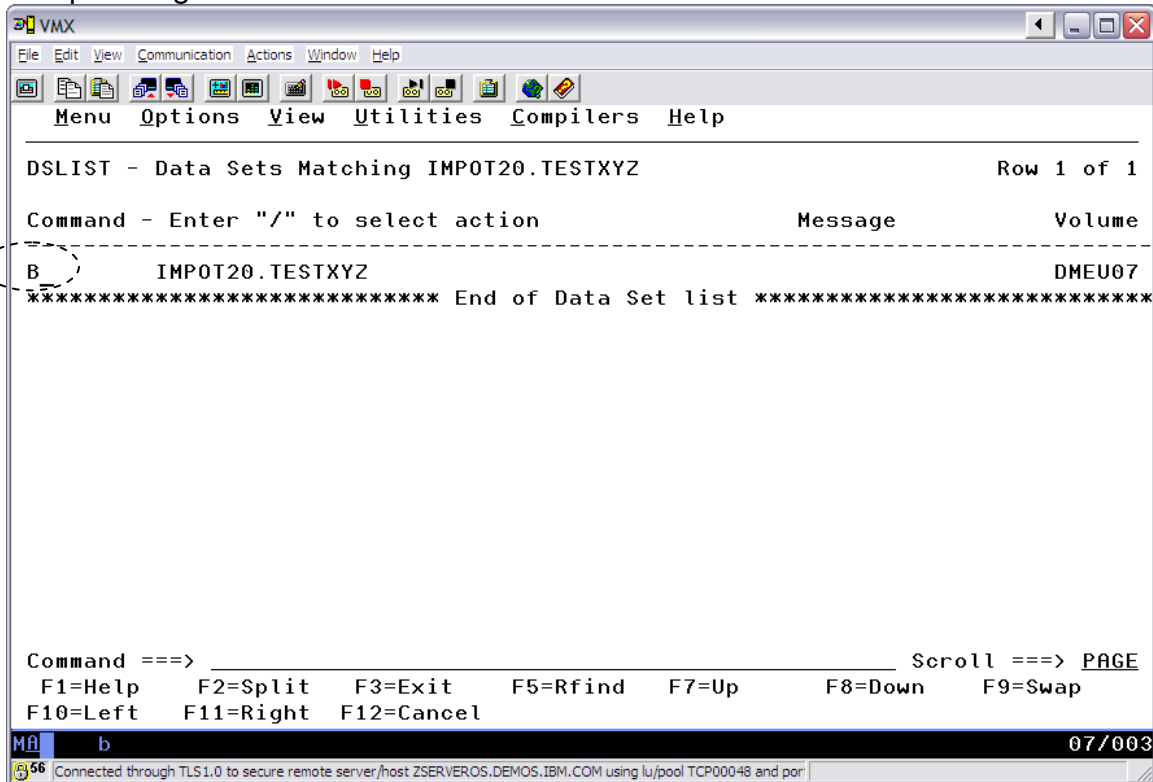 VMX
File Edit View Communication Actions Window Help
Menu Options View Utilities Compilers Help
DSLIST - Data Sets Matching IMPOT20.TESTXYZ Row 1 of 1
Command - Enter "/" to select action Message Volume
-------------------------------------------------------------------------------
B_ IMPOT20.TESTXYZ DMEU07
***************************** End of Data Set list ****************************
Command ===> Scroll ===> PAGE
F1=Help F2=Split F3=Exit F5=Rfind F7=Up F8=Down F9=Swap
F10=Left F11=Right F12=Cancel
MA b 07/003
56 Connected through TLS1.0 to secure remote server/host ZSERVEROS.DEMOS.IBM.COM using lu/pool TCP00048 and por